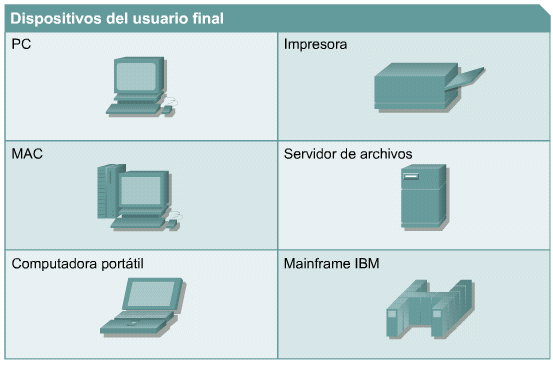 Dispositivos del usuario final
PC
Impresora
MAC
Servidor de archivos
Computadora portátil
Mainframe IBM